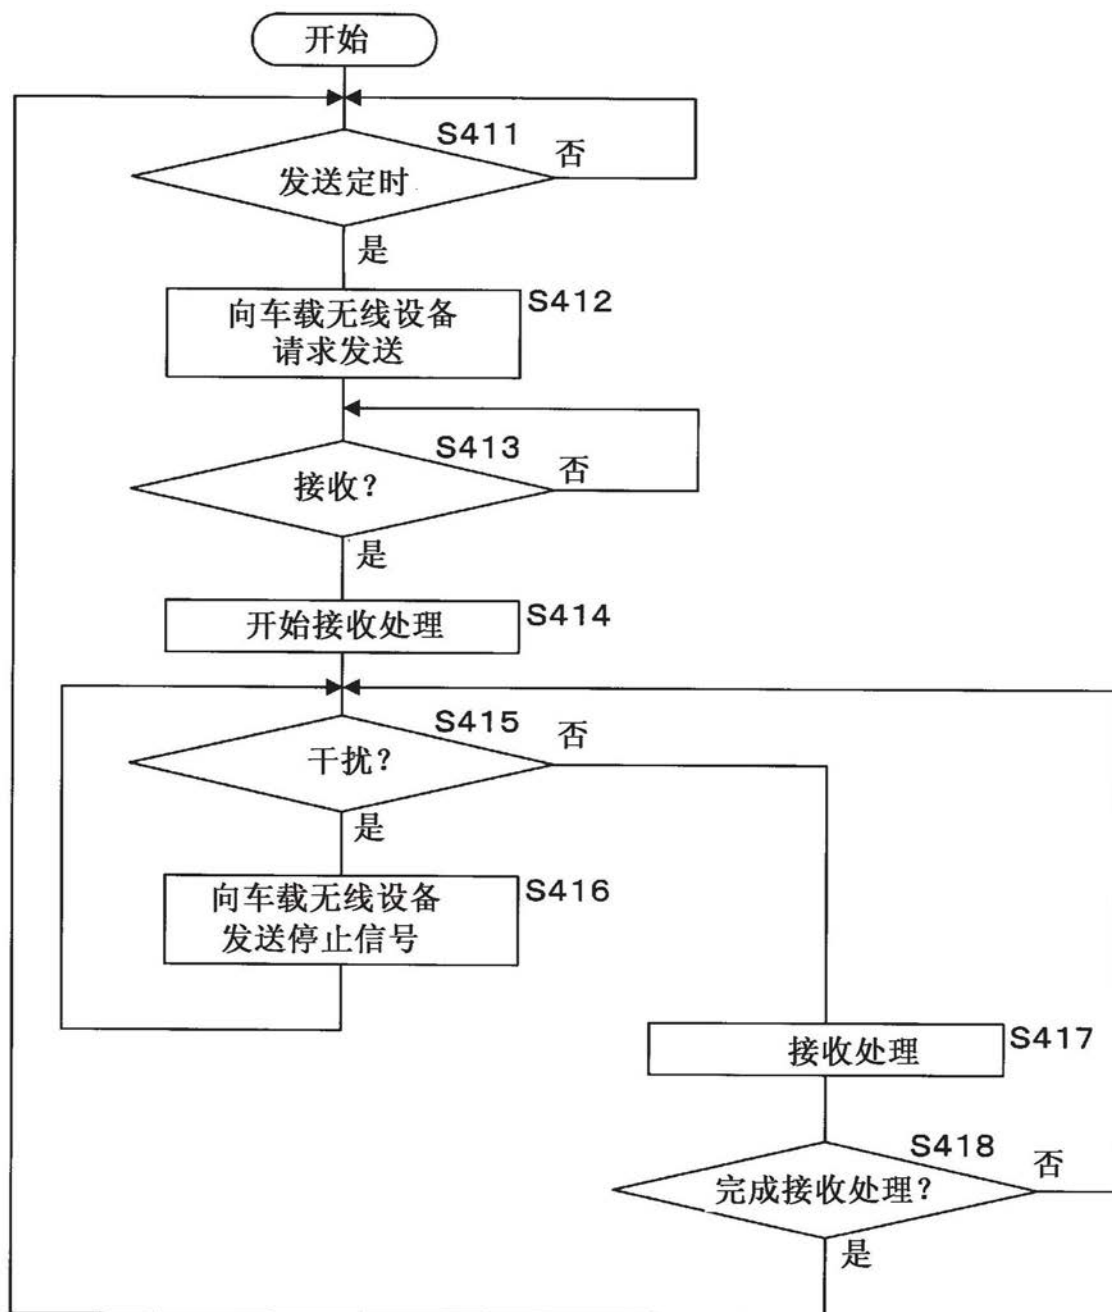 开始
S411
发送定时
否
是
S412
向车载无线设备
请求发送
S413
接收?
否
是
S414
开始接收处理
S415
干扰?
否
是
S416
向车载无线设备
发送停止信号
S417
接收处理
S418
完成接收处理?
否
是